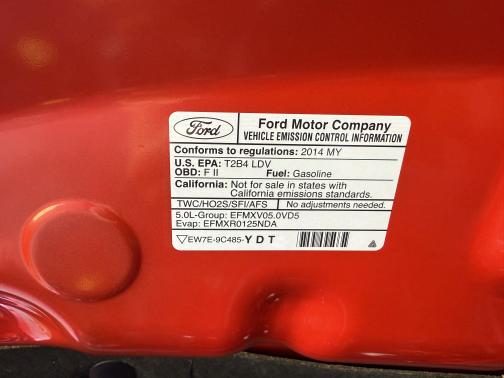 Ford
Ford Motor Company
VEHICLE EMISSION CONTROL INFORMATION
Conforms to regulations: 2014 MY
U.S. EPA: T2B4 LDV
OBD: F II Fuel: Gasoline
California: Not for sale in states with
California emissions standards.
TWC/HO2S/SFI/AFS No adjustments needed.
5.0L-Group: EFMXV05.0VD5
Evap: EFMXR0125NDA
EW7E-9C485-Y D T